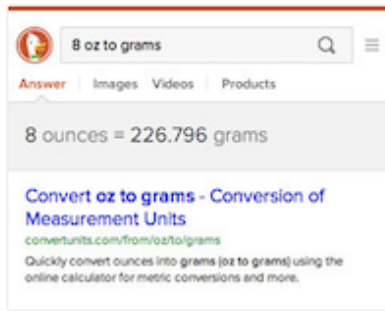 8 oz to grams
Answer Images Videos Products
8 ounces = 226.796 grams
Convert oz to grams - Conversion of
Measurement Units
convertunits.com/from/oz/to/grams
Quickly convert ounces into grams (oz to grams) using the
online calculator for metric conversions and more.